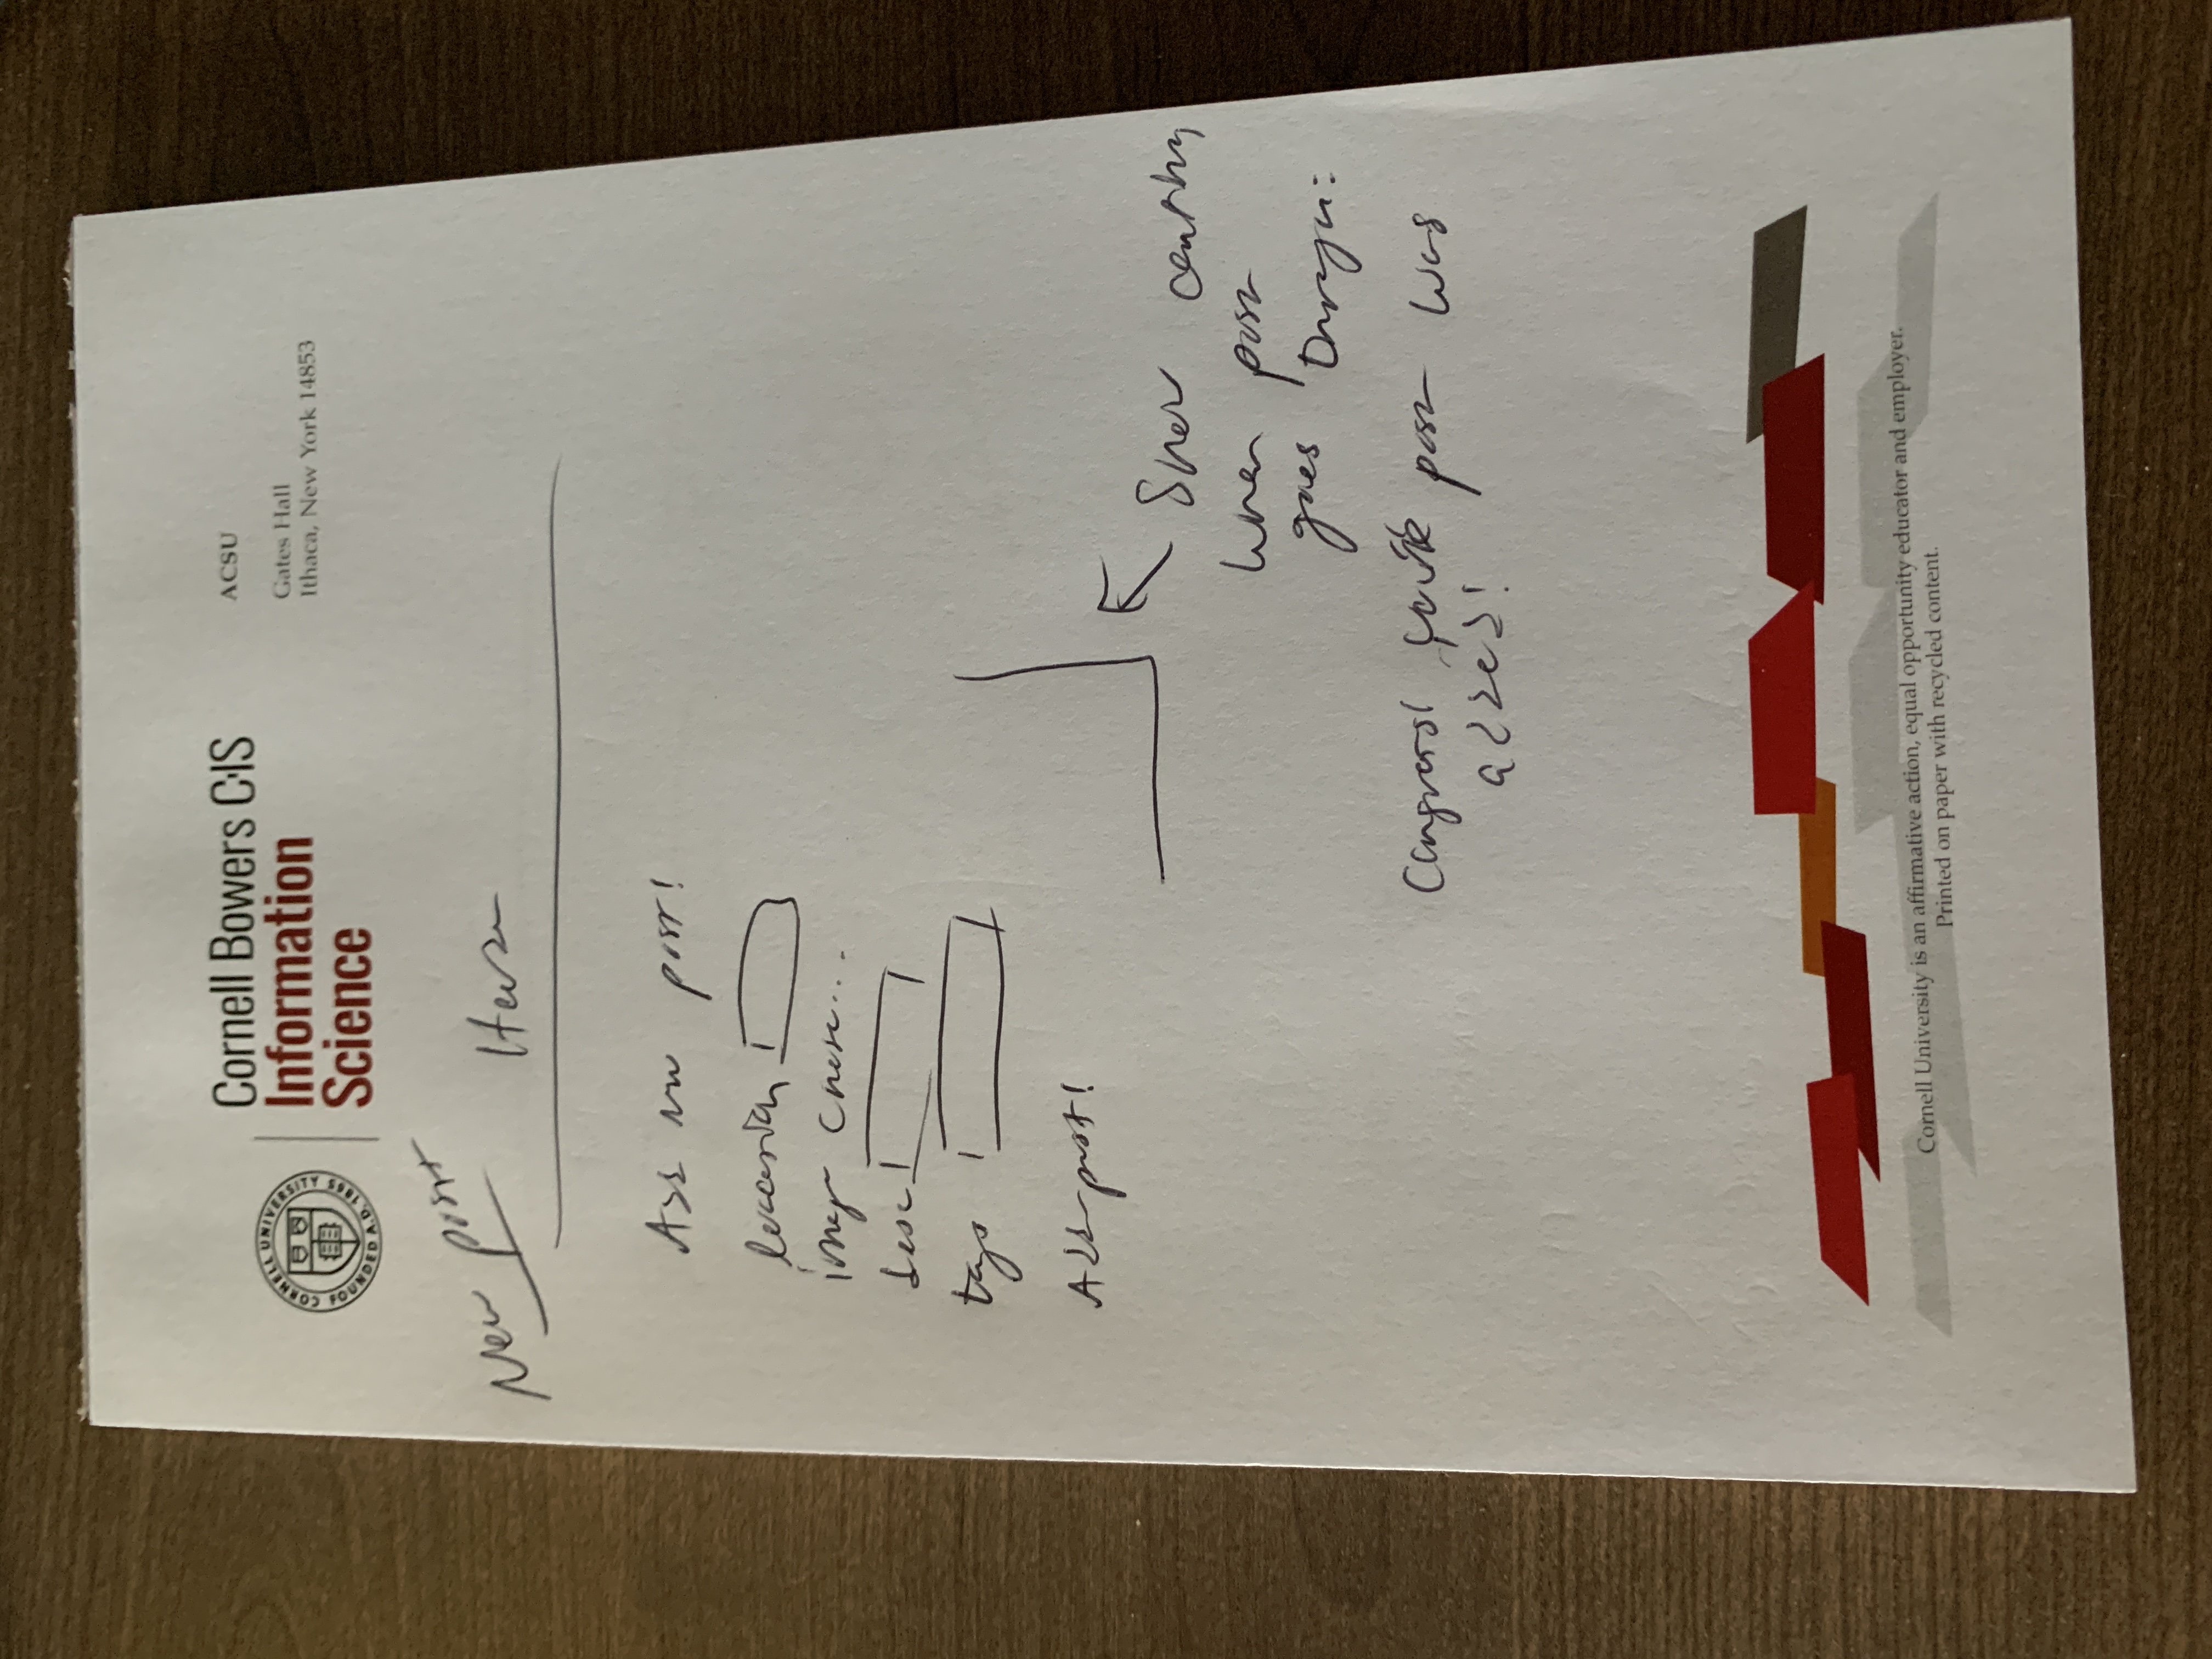 CORNELL UNIVERSITY
FOUNDED A.D. 1865
Cornell Bowers C·IS
Information
Science
ACSU
Gates Hall
Ithaca, New York 14853
New post
Header
Add new post!
location
image choose...
desc
tags
Add post!
Show
when post
goes through:
Congrats! your post was
added!
Cornell University is an affirmative action, equal opportunity educator and employer.
Printed on paper with recycled content.